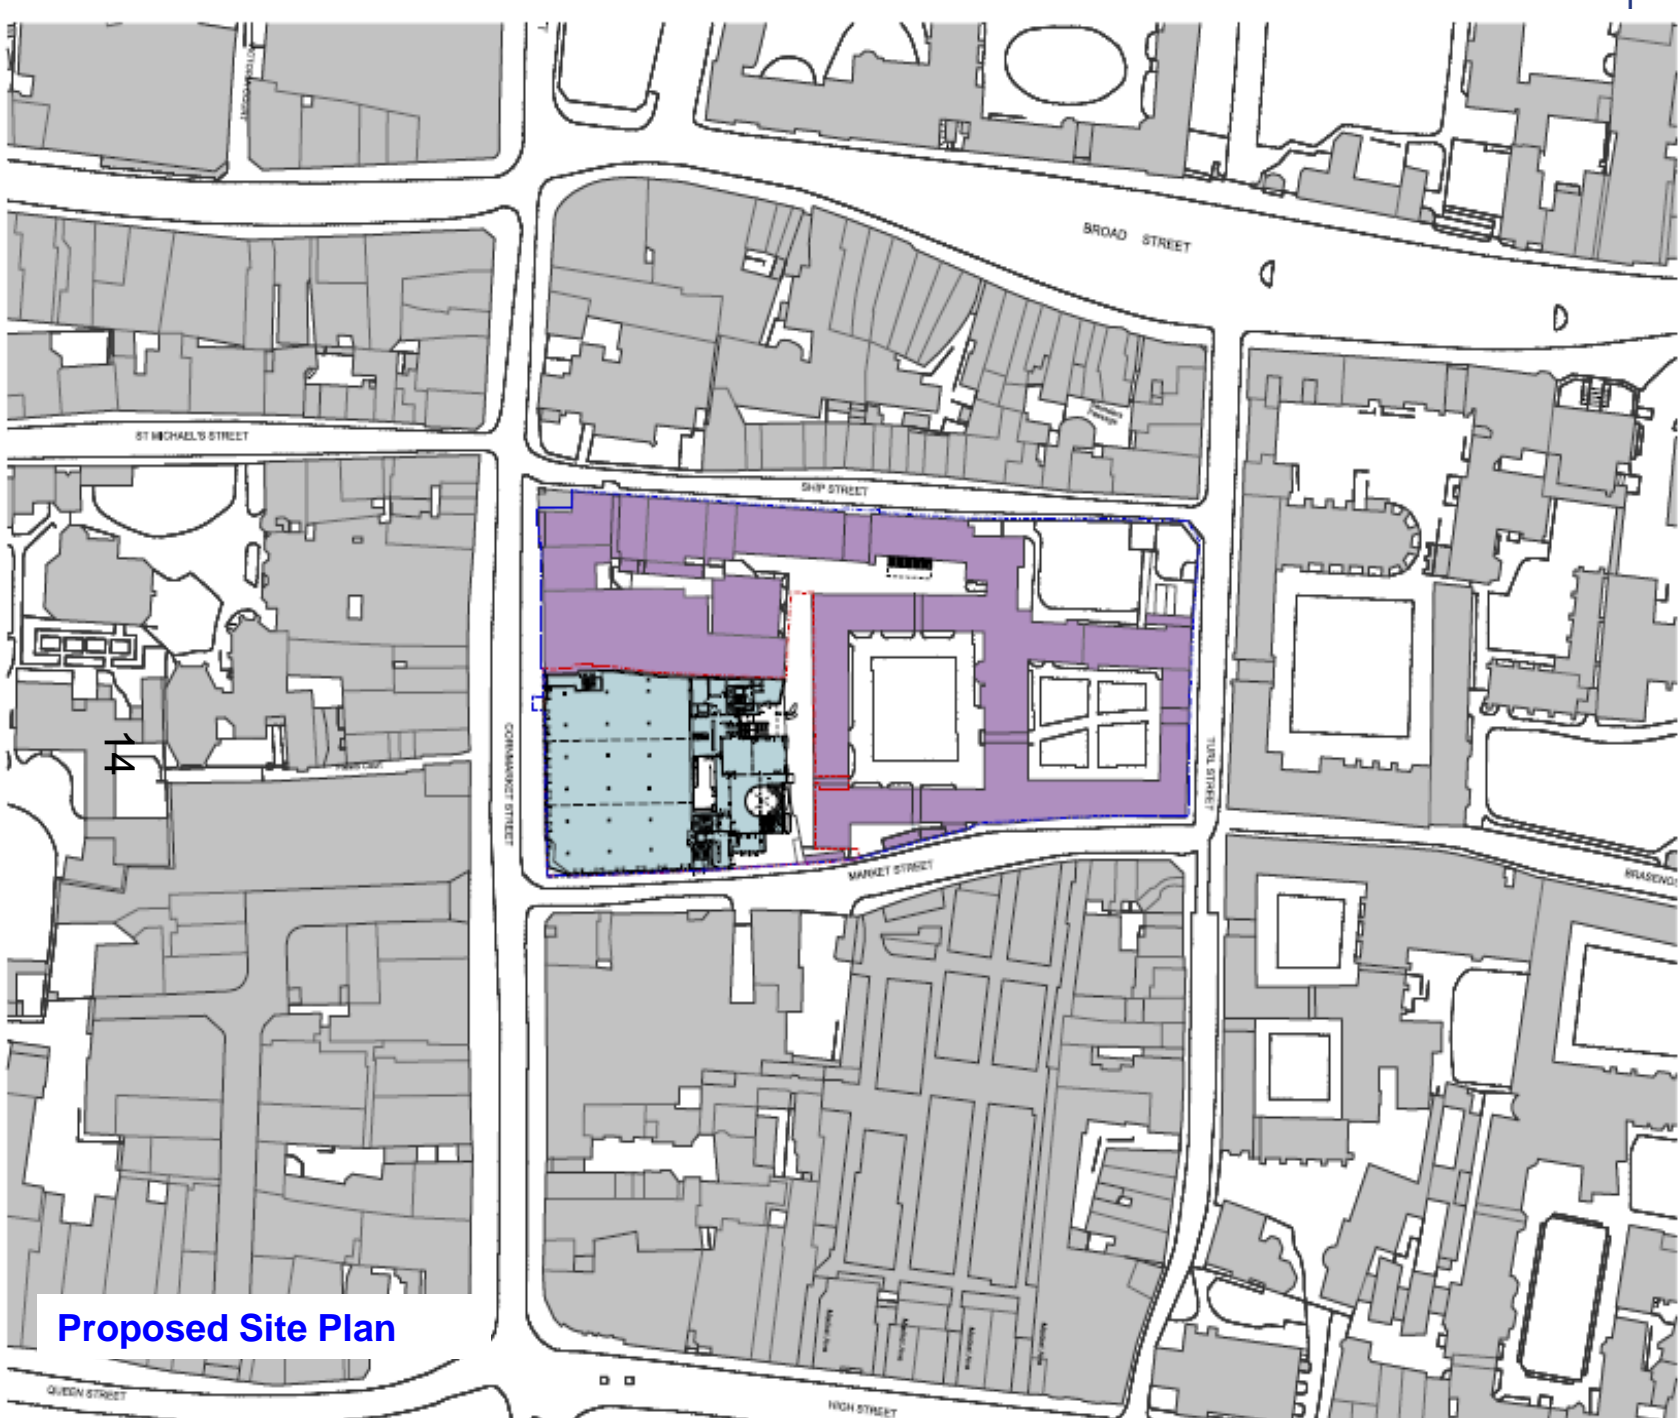 BROAD STREET
ST MICHAEL'S STREET
SHIP STREET
CORNMARKET STREET
TURL STREET
14
MARKET STREET
BRASENO
Proposed Site Plan
QUEEN STREET
HIGH STREET